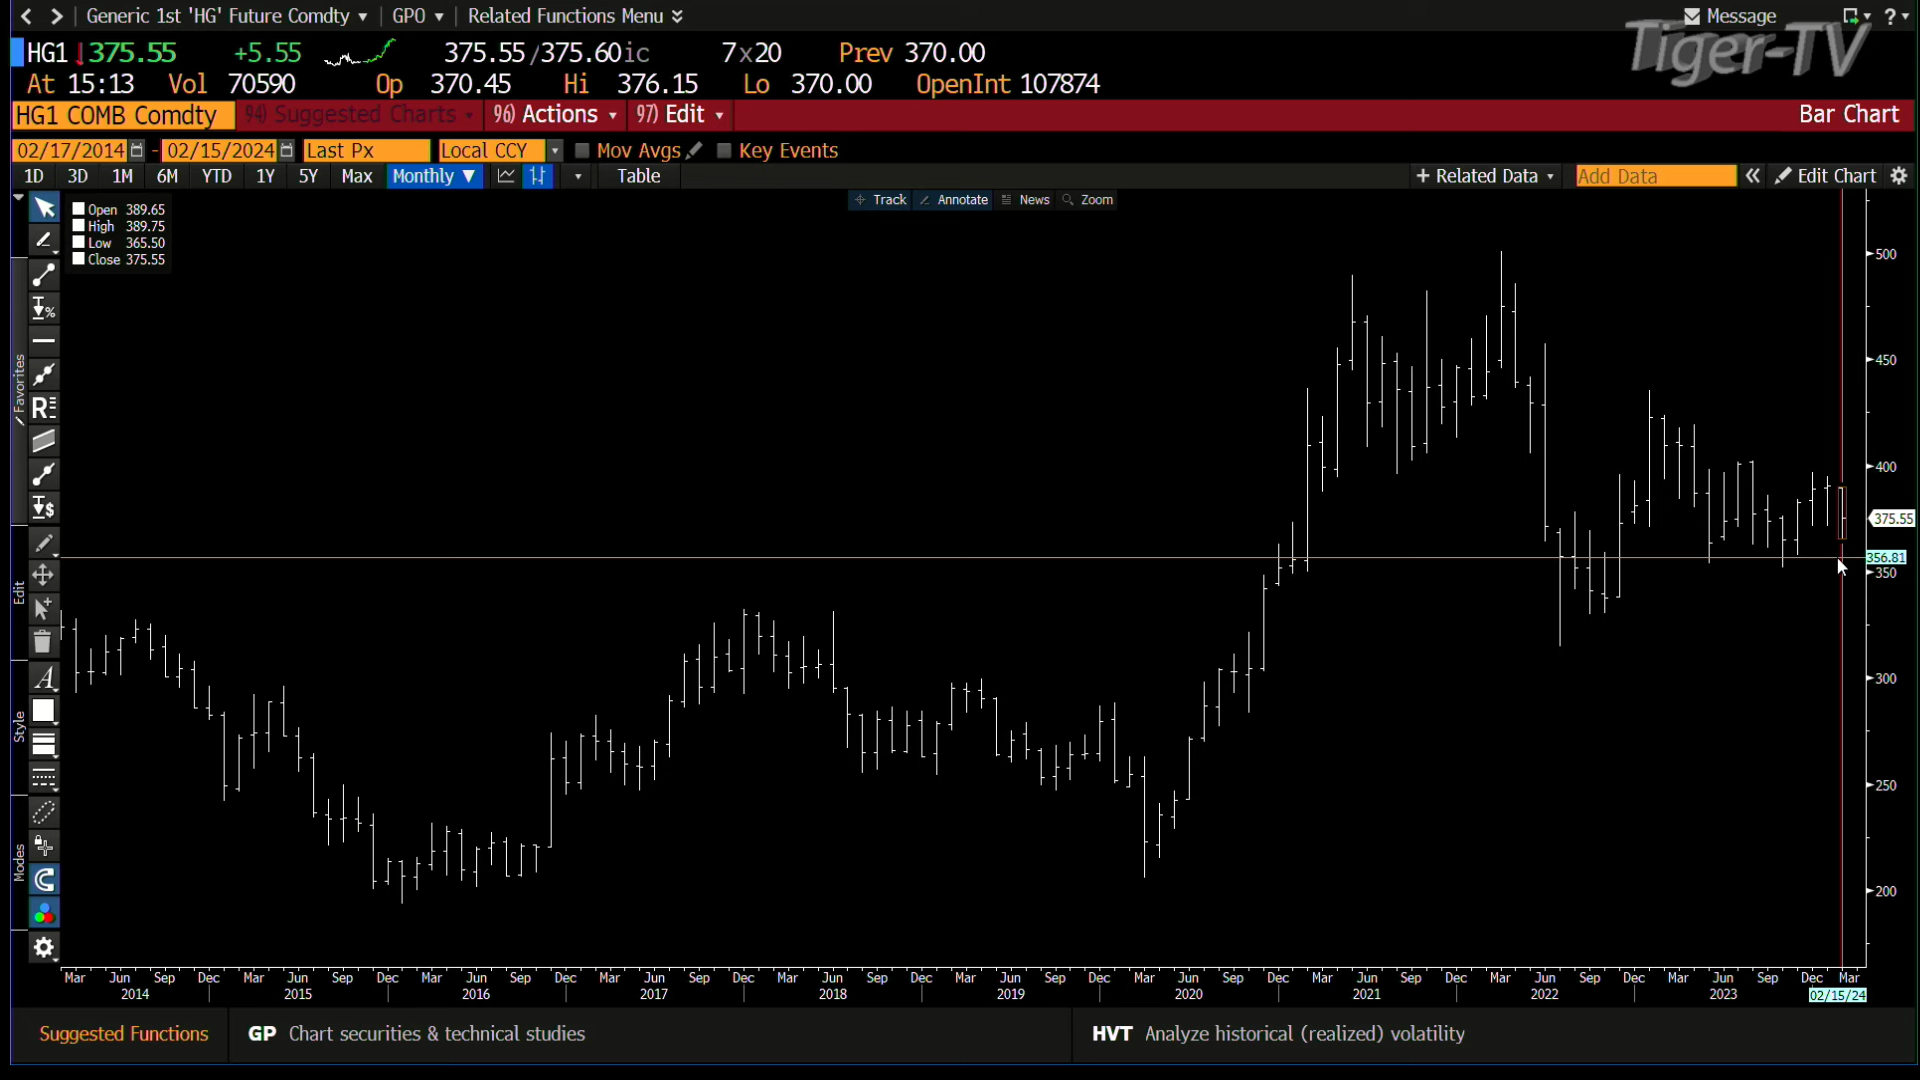 Generic 1st 'HG' Future Comdty GPO Related Functions Menu Message ?
Tiger-TV
HG1 375.55 +5.55 375.55/375.60ic 7x20 Prev 370.00
At 15:13 Vol 70590 Op 370.45 Hi 376.15 Lo 370.00 OpenInt 107874
HG1 COMB Comdty 94) Suggested Charts 96) Actions 97) Edit Bar Chart
02/17/2014 - 02/15/2024 Last Px Local CCY Mov Avgs Key Events
1D 3D 1M 6M YTD 1Y 5Y Max Monthly ▼ Table + Related Data Add Data Edit Chart
Track Annotate News Zoom
Open 389.65
High 389.75
Low 365.50
Close 375.55
Favorites
Edit
Style
Modes
500
450
400
375.55
356.81
350
300
250
200
Mar Jun Sep Dec Mar Jun Sep Dec Mar Jun Sep Dec Mar Jun Sep Dec Mar Jun Sep Dec Mar Jun Sep Dec Mar Jun Sep Dec Mar Jun Sep Dec Mar Jun Sep Dec Mar Jun Sep Dec Mar
2014 2015 2016 2017 2018 2019 2020 2021 2022 2023 02/15/24
Suggested Functions GP Chart securities & technical studies HVT Analyze historical (realized) volatility